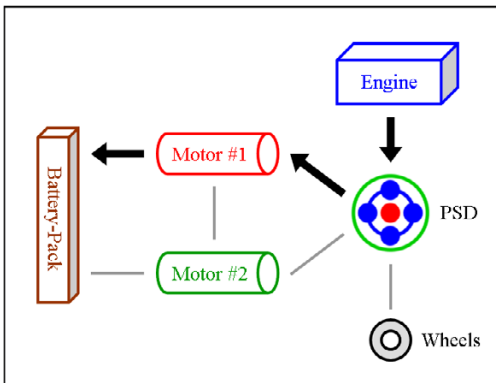 Engine
Motor #1
Battery-Pack
PSD
Motor #2
Wheels